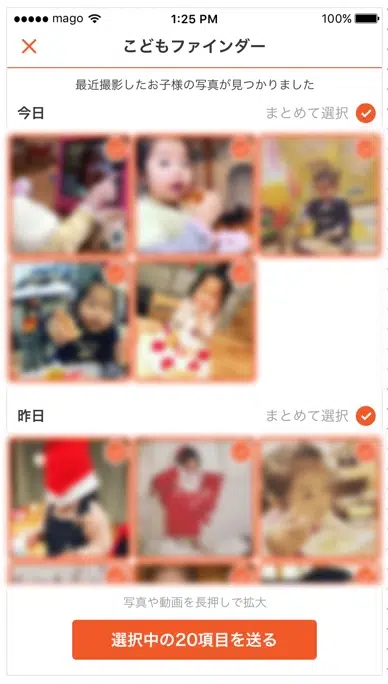 mago 1:25 PM 100%
こどもファインダー
最近撮影したお子様の写真が見つかりました
今日 まとめて選択
昨日 まとめて選択
写真や動画を長押しで拡大
選択中の20項目を送る